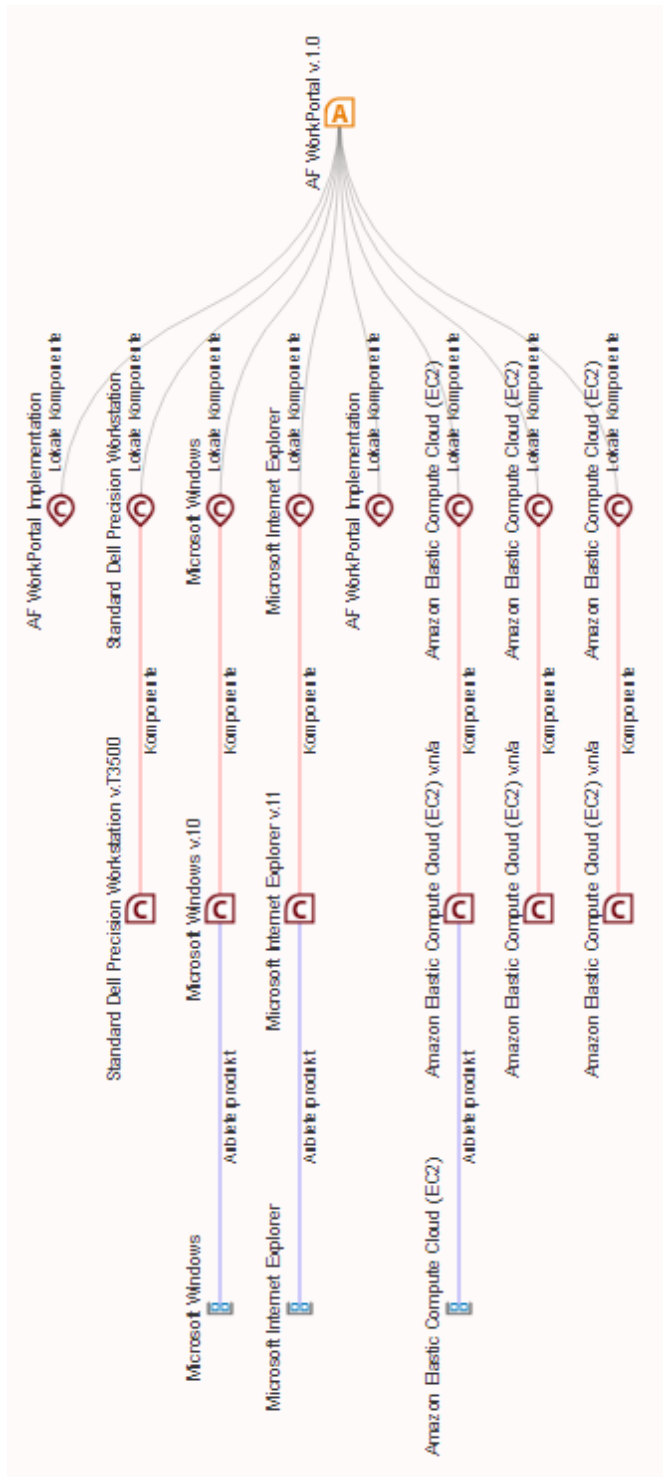 AF WorkPortal v.1.0
AF WorkPortal Implementation
Lokale Komponente
Standard Dell Precision Workstation
Lokale Komponente
Microsoft Windows
Lokale Komponente
Microsoft Internet Explorer
Lokale Komponente
AF WorkPortal Implementation
Lokale Komponente
Amazon Elastic Compute Cloud (EC2)
Lokale Komponente
Amazon Elastic Compute Cloud (EC2)
Lokale Komponente
Amazon Elastic Compute Cloud (EC2)
Lokale Komponente
Komponente
Komponente
Komponente
Komponente
Komponente
Komponente
Standard Dell Precision Workstation v.T3500
Microsoft Windows v.10
Microsoft Internet Explorer v.11
Amazon Elastic Compute Cloud (EC2) v.n/a
Amazon Elastic Compute Cloud (EC2) v.n/a
Amazon Elastic Compute Cloud (EC2) v.n/a
Anbieterprodukt
Anbieterprodukt
Anbieterprodukt
Microsoft Windows
Microsoft Internet Explorer
Amazon Elastic Compute Cloud (EC2)